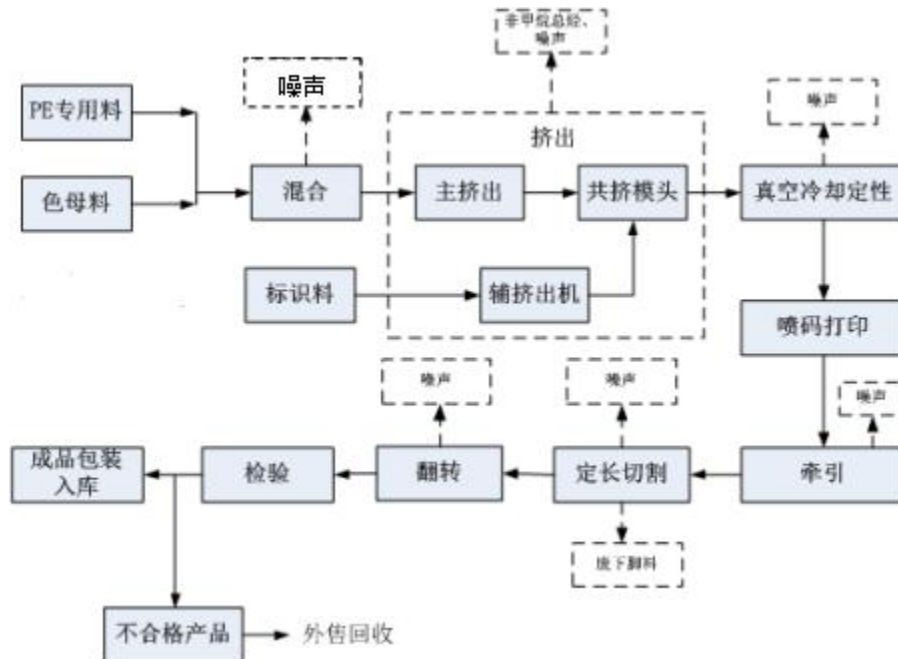 非甲烷总烃、
噪声
噪声
噪声
PE专用料
挤出
色母料
混合
主挤出
共挤模头
真空冷却定性
标识料
辅挤出机
喷码打印
噪声
噪声
噪声
成品包装
入库
检验
翻转
定长切割
牵引
废下脚料
不合格产品
外售回收